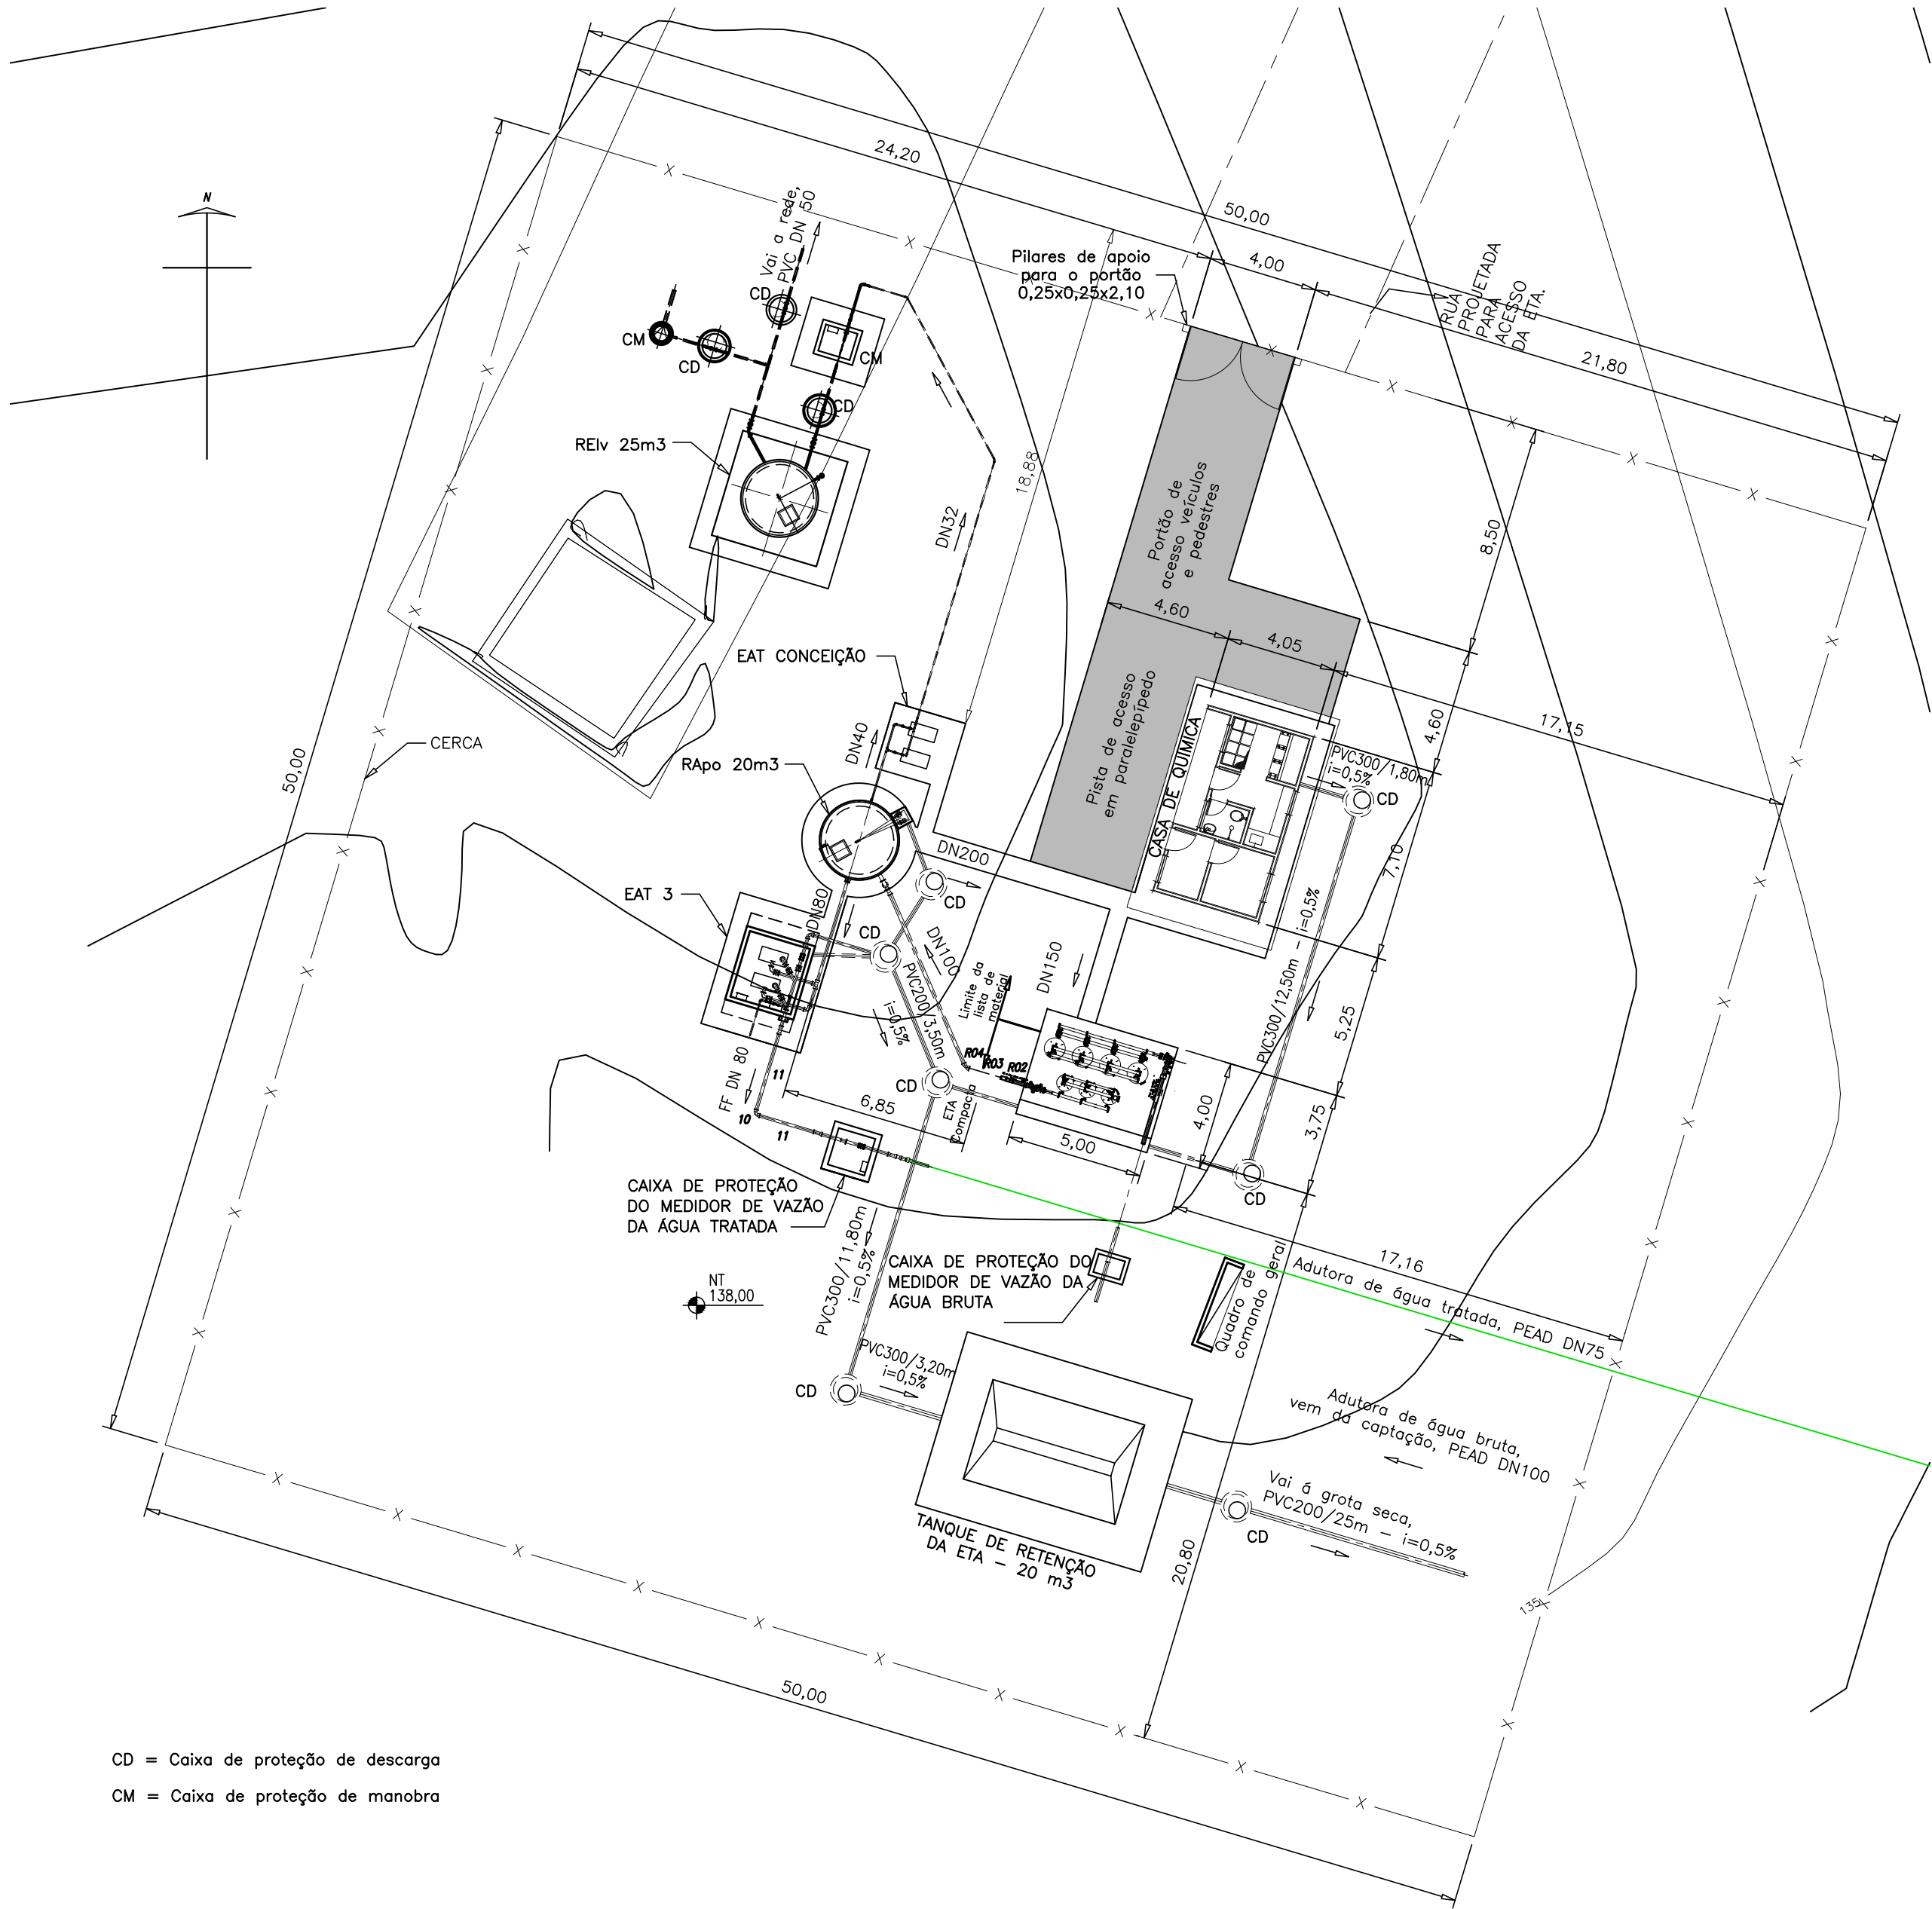 N
24,20
50,00
4,00
21,80
Vai a rede,
PVC DN 50
Pilares de apoio
para o portão
0,25x0,25x2,10
RUA
PROJETADA
PARA
ACESSO
DA ETA.
CD
CM
CD
CM
CD
REIv 25m3
18,88
DN32
Portão de
acesso veículos
e pedestres
8,50
4,60
4,05
17,15
4,60
EAT CONCEIÇÃO
DN40
CERCA
50,00
RApo 20m3
Pista de acesso
em paralelepípedo
CASA DE QUIMICA
PVC300/1,80m
i=0,5%
CD
7,10
DN200
CD
EAT 3
DN80
CD
DN100
PVC200/3,50m
i=0,5%
Limite da
lista de
material
DN150
PVC300/12,50m – i=0,5%
5,25
R04
R03
R02
FF DN 80
11
10
11
6,85
CD
ETA
Compacta
5,00
4,00
3,75
CD
CAIXA DE PROTEÇÃO
DO MEDIDOR DE VAZÃO
DA ÁGUA TRATADA
PVC300/11,80m
i=0,5%
NT
138,00
CAIXA DE PROTEÇÃO DO
MEDIDOR DE VAZÃO DA
ÁGUA BRUTA
Quadro de
comando geral
17,16
Adutora de água tratada, PEAD DN75
PVC300/3,20m
i=0,5%
CD
Adutora de água bruta,
vem da captação, PEAD DN100
Vai á grota seca,
PVC200/25m – i=0,5%
CD
TANQUE DE RETENÇÃO
DA ETA – 20 m3
20,80
135
50,00
CD = Caixa de proteção de descarga
CM = Caixa de proteção de manobra